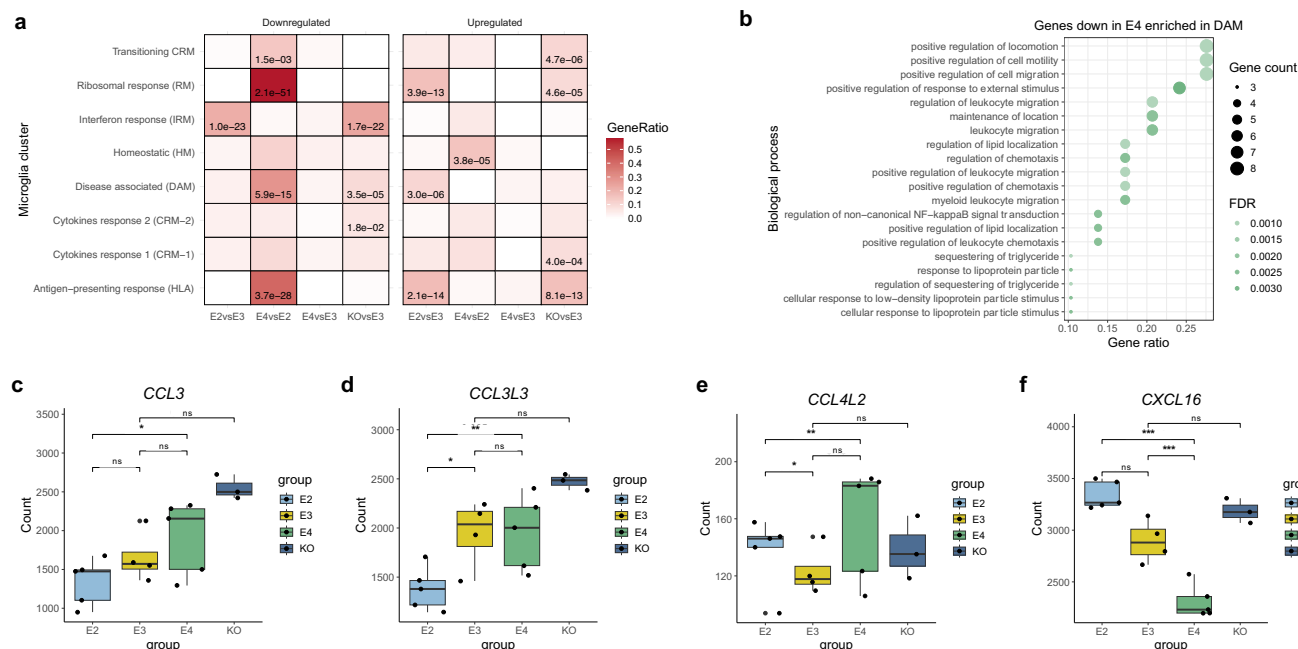 a
Downregulated
Upregulated
Microglia cluster
Transitioning CRM
1.5e−03
4.7e−06
Ribosomal response (RM)
2.1e−51
3.9e−13
4.6e−05
Interferon response (IRM)
1.0e−23
1.7e−22
Homeostatic (HM)
3.8e−05
Disease associated (DAM)
5.9e−15
3.5e−05
3.0e−06
Cytokines response 2 (CRM−2)
1.8e−02
Cytokines response 1 (CRM−1)
4.0e−04
Antigen−presenting response (HLA)
3.7e−28
2.1e−14
8.1e−13
E2vsE3
E4vsE2
E4vsE3
KOvsE3
E2vsE3
E4vsE2
E4vsE3
KOvsE3
GeneRatio
0.5
0.4
0.3
0.2
0.1
0.0
b
Genes down in E4 enriched in DAM
Biological process
positive regulation of locomotion
positive regulation of cell motility
positive regulation of cell migration
positive regulation of response to external stimulus
regulation of leukocyte migration
maintenance of location
leukocyte migration
regulation of lipid localization
regulation of chemotaxis
positive regulation of leukocyte migration
positive regulation of chemotaxis
myeloid leukocyte migration
regulation of non−canonical NF−kappaB signal transduction
positive regulation of lipid localization
positive regulation of leukocyte chemotaxis
sequestering of triglyceride
response to lipoprotein particle
regulation of sequestering of triglyceride
cellular response to low−density lipoprotein particle stimulus
cellular response to lipoprotein particle stimulus
0.10
0.15
0.20
0.25
Gene ratio
Gene count
3
4
5
6
7
8
FDR
0.0010
0.0015
0.0020
0.0025
0.0030
c
CCL3
Count
3500
3000
2500
2000
1500
1000
ns
*
ns
ns
E2
E3
E4
KO
group
group
E2
E3
E4
KO
d
CCL3L3
Count
3000
2500
2000
1500
ns
**
ns
*
E2
E3
E4
KO
group
group
E2
E3
E4
KO
e
CCL4L2
Count
200
160
120
ns
**
ns
*
E2
E3
E4
KO
group
group
E2
E3
E4
KO
f
CXCL16
Count
4000
3500
3000
2500
ns
***
***
ns
E2
E3
E4
KO
group
gro